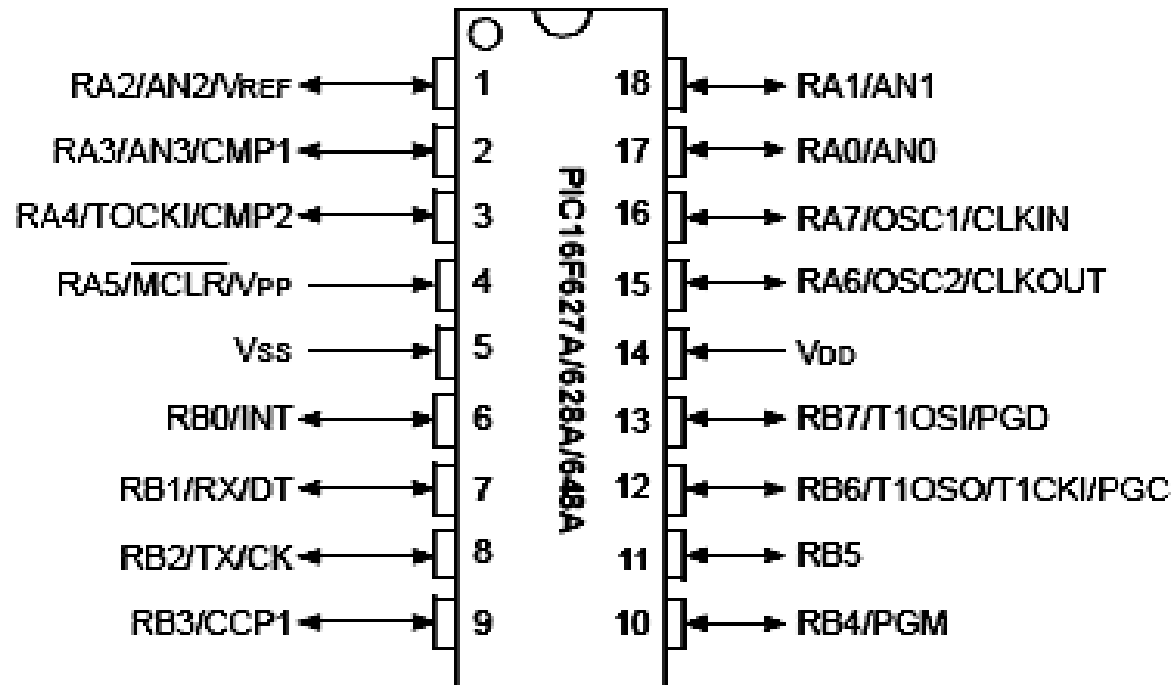 RA2/AN2/VREF 1 18 RA1/AN1
RA3/AN3/CMP1 2 17 RA0/AN0
RA4/TOCKI/CMP2 3 16 RA7/OSC1/CLKIN
RA5/MCLR/VPP 4 15 RA6/OSC2/CLKOUT
VSS 5 14 VDD
RB0/INT 6 13 RB7/T1OSI/PGD
RB1/RX/DT 7 12 RB6/T1OSO/T1CKI/PGC
RB2/TX/CK 8 11 RB5
RB3/CCP1 9 10 RB4/PGM
PIC16F627A/628A/648A